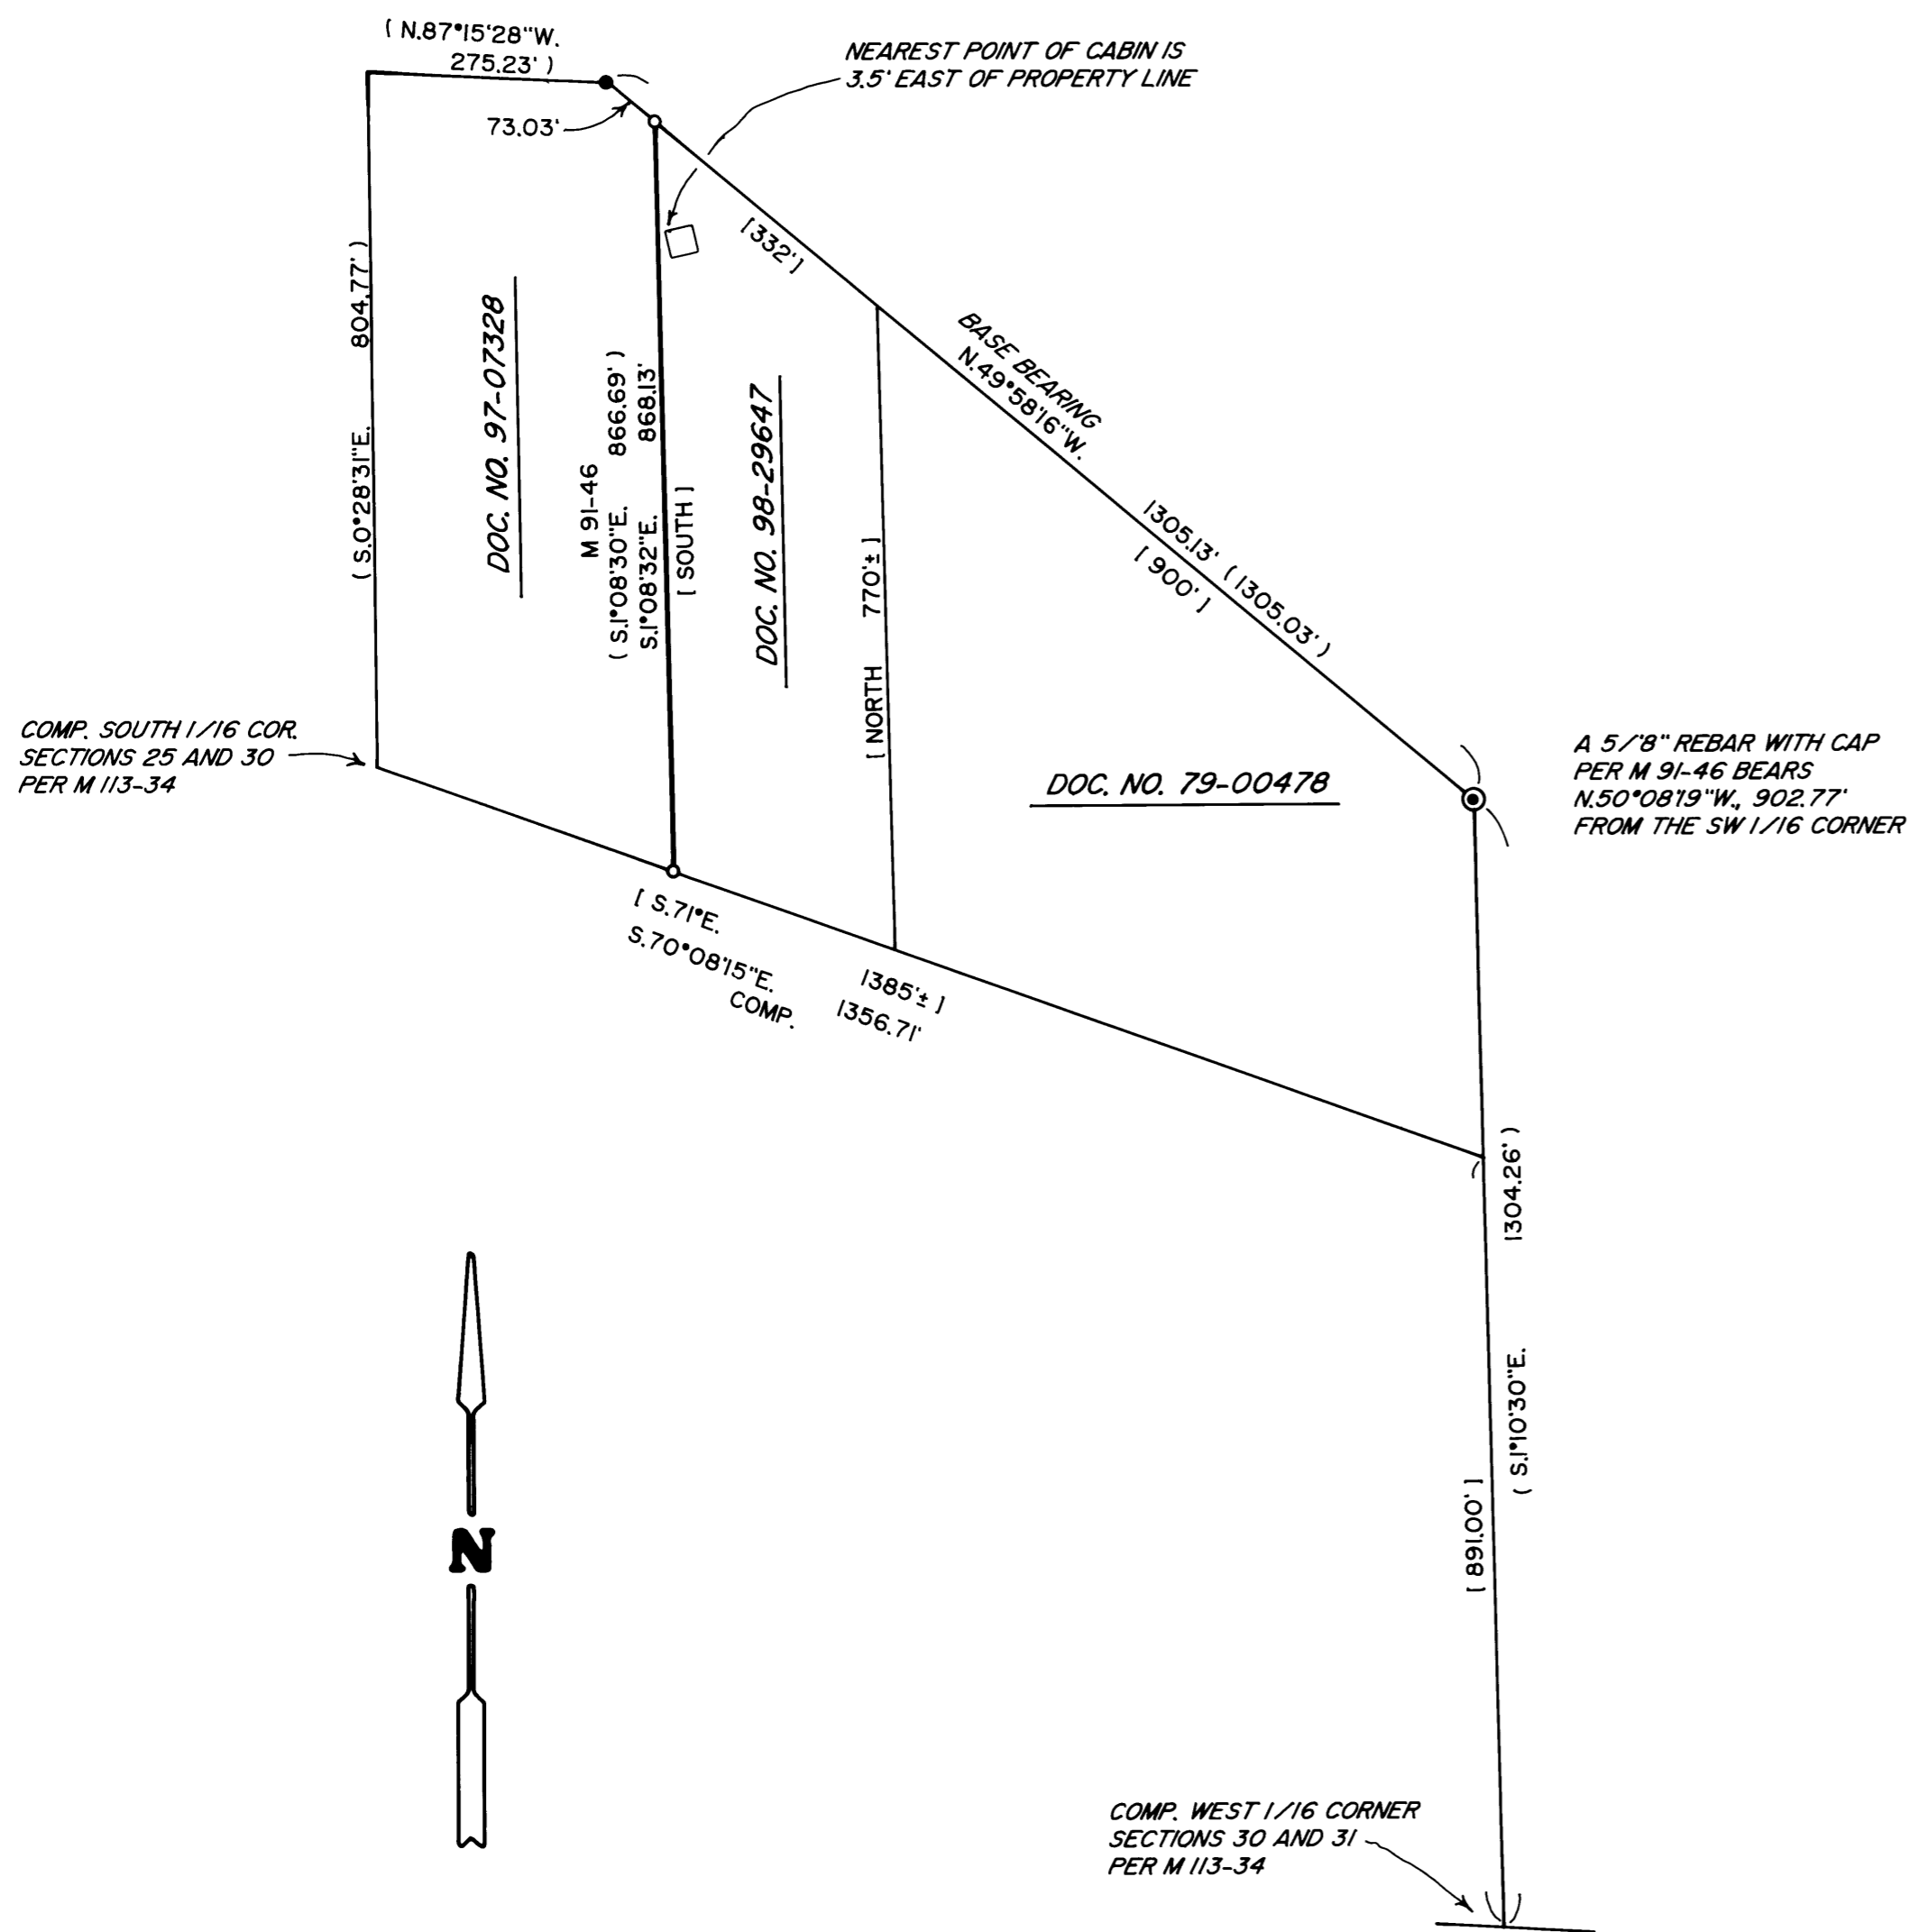 ( N.87°15'28"W.
275.23' )
NEAREST POINT OF CABIN IS
3.5' EAST OF PROPERTY LINE
73.03'
[332']
( S.0°28'31"E. 804.77' )
DOC. NO. 97-07328
M 91-46
( S.1°08'30"E. 866.69' )
S.1°08'32"E. 868.13'
[ SOUTH ]
DOC. NO. 98-29647
[ NORTH 770'± ]
BASE BEARING
N.49°58'16"W.
1305.13' ( 1305.03' )
[ 900' ]
COMP. SOUTH 1/16 COR.
SECTIONS 25 AND 30
PER M 113-34
DOC. NO. 79-00478
A 5/8" REBAR WITH CAP
PER M 91-46 BEARS
N.50°08'19"W., 902.77'
FROM THE SW 1/16 CORNER
[ S.71°E. 1385'± ]
S.70°08'15"E. 1356.71'
COMP.
( S.1°10'30"E. 1304.26' )
[ 891.00' ]
N
COMP. WEST 1/16 CORNER
SECTIONS 30 AND 31
PER M 113-34